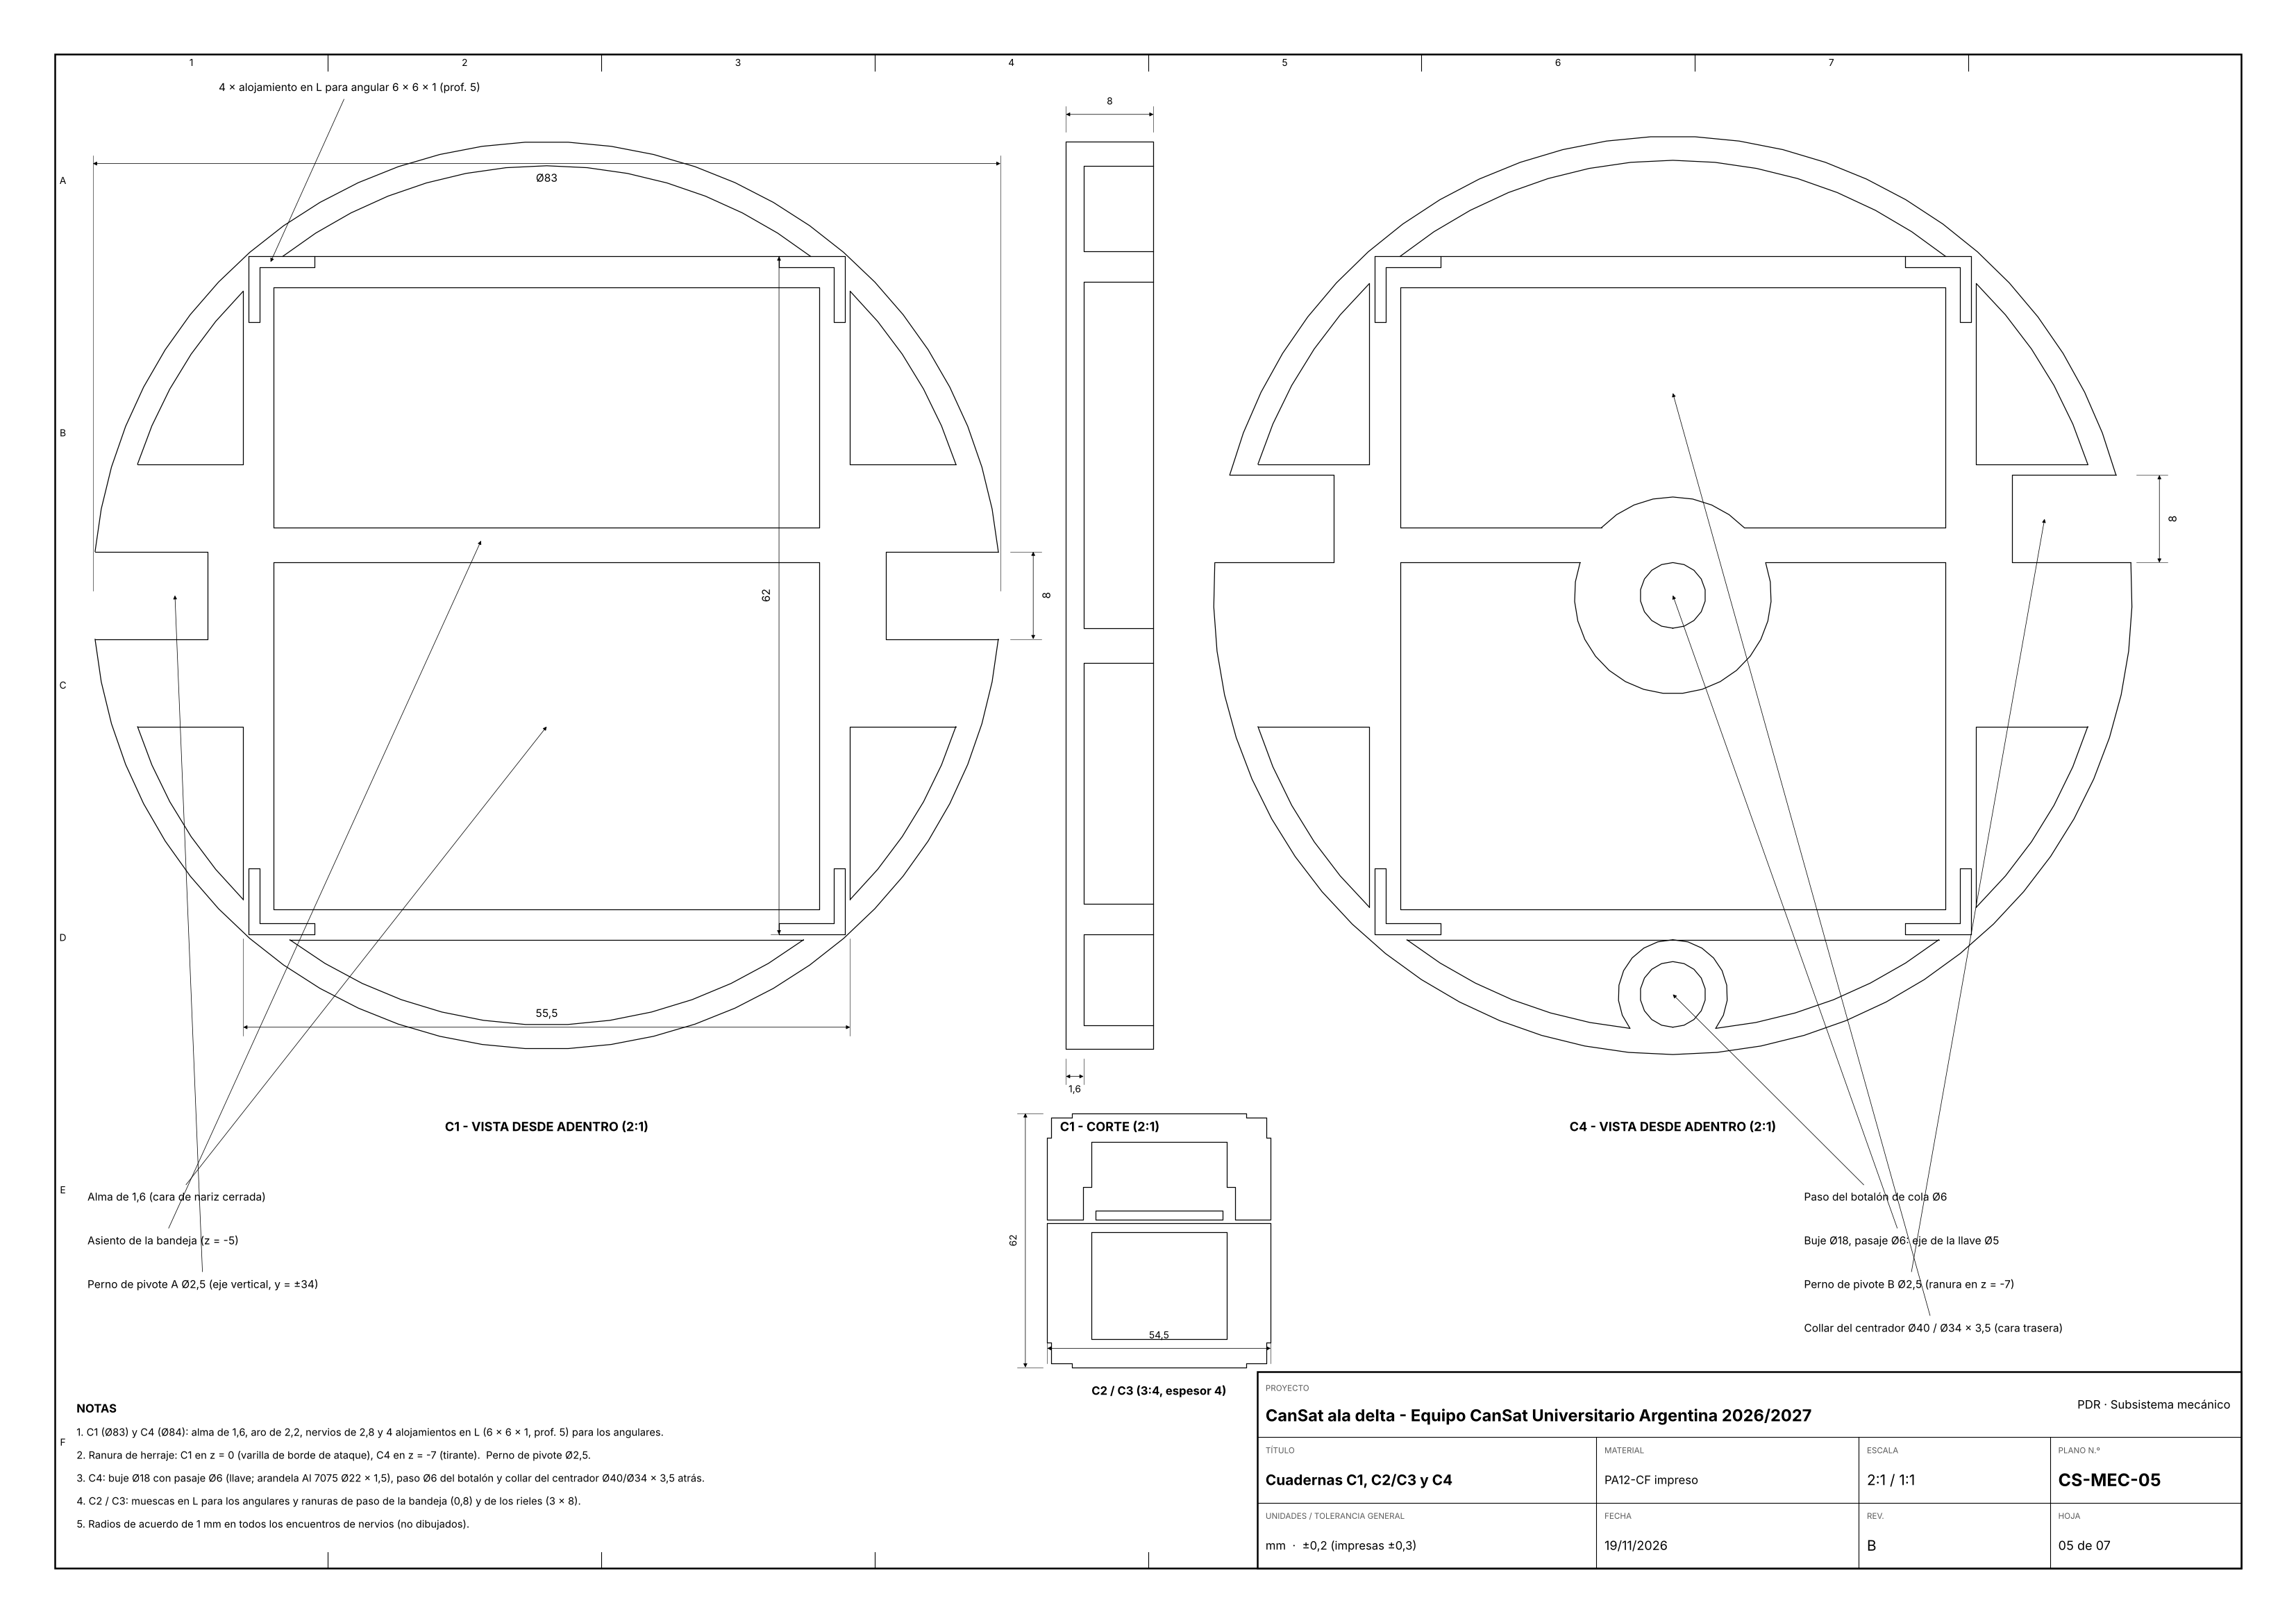 1 2 3 4 5 6 7
4 × alojamiento en L para angular 6 × 6 × 1 (prof. 5)
8
A
Ø83
B
8
62
8
C
D
55,5
1,6
C1 - VISTA DESDE ADENTRO (2:1)
C1 - CORTE (2:1)
C4 - VISTA DESDE ADENTRO (2:1)
E
Alma de 1,6 (cara de nariz cerrada)
Asiento de la bandeja (z = -5)
Perno de pivote A Ø2,5 (eje vertical, y = ±34)
62
54,5
Paso del botalón de cola Ø6
Buje Ø18, pasaje Ø6: eje de la llave Ø5
Perno de pivote B Ø2,5 (ranura en z = -7)
Collar del centrador Ø40 / Ø34 × 3,5 (cara trasera)
C2 / C3 (3:4, espesor 4)
F
NOTAS
1. C1 (Ø83) y C4 (Ø84): alma de 1,6, aro de 2,2, nervios de 2,8 y 4 alojamientos en L (6 × 6 × 1, prof. 5) para los angulares.
2. Ranura de herraje: C1 en z = 0 (varilla de borde de ataque), C4 en z = -7 (tirante). Perno de pivote Ø2,5.
3. C4: buje Ø18 con pasaje Ø6 (llave; arandela Al 7075 Ø22 × 1,5), paso Ø6 del botalón y collar del centrador Ø40/Ø34 × 3,5 atrás.
4. C2 / C3: muescas en L para los angulares y ranuras de paso de la bandeja (0,8) y de los rieles (3 × 8).
5. Radios de acuerdo de 1 mm en todos los encuentros de nervios (no dibujados).
PROYECTO
CanSat ala delta - Equipo CanSat Universitario Argentina 2026/2027
PDR · Subsistema mecánico
TÍTULO
Cuadernas C1, C2/C3 y C4
MATERIAL
PA12-CF impreso
ESCALA
2:1 / 1:1
PLANO N.º
CS-MEC-05
UNIDADES / TOLERANCIA GENERAL
mm · ±0,2 (impresas ±0,3)
FECHA
19/11/2026
REV.
B
HOJA
05 de 07